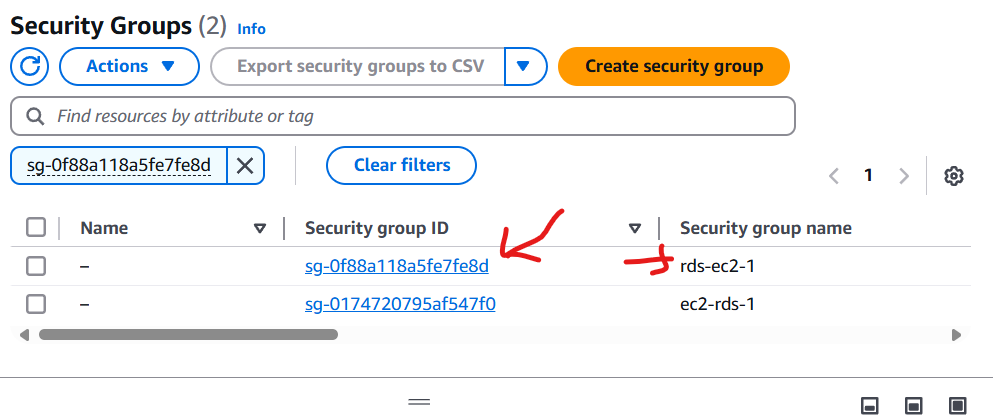 Security Groups (2) Info
Actions Export security groups to CSV Create security group
Find resources by attribute or tag
sg-0f88a118a5fe7fe8d Clear filters
1
Name Security group ID Security group name
– sg-0f88a118a5fe7fe8d rds-ec2-1
– sg-0174720795af547f0 ec2-rds-1